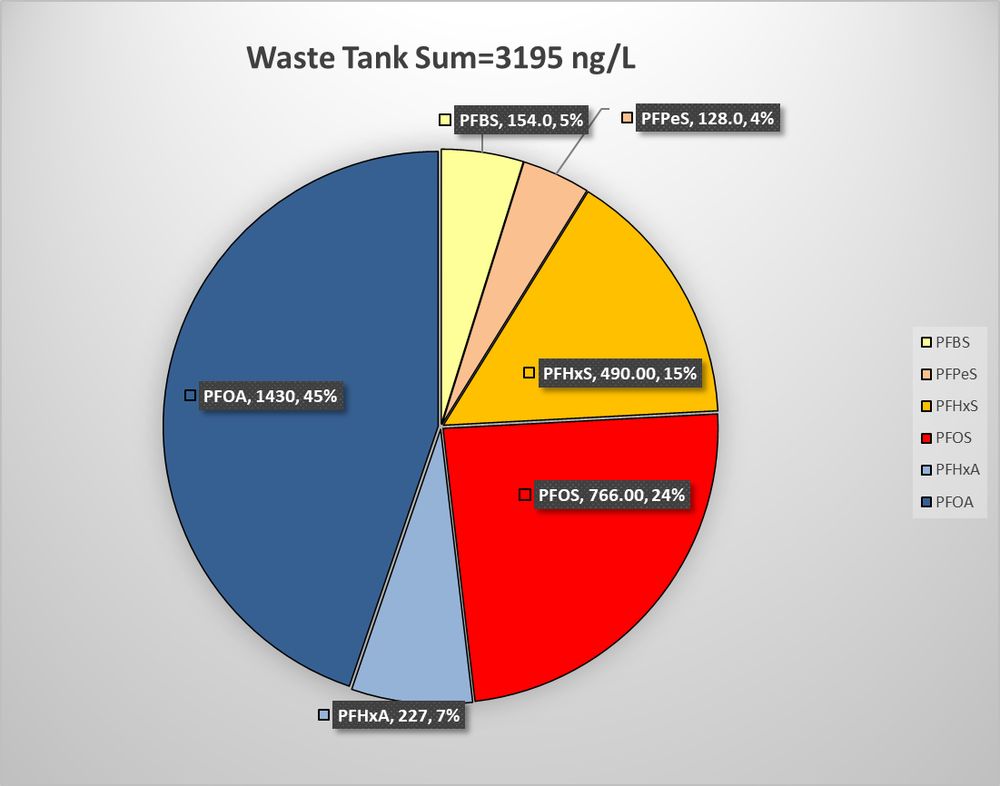 Waste Tank Sum=3195 ng/L
PFBS, 154.0, 5%
PFPeS, 128.0, 4%
PFHxS, 490.00, 15%
PFOA, 1430, 45%
PFOS, 766.00, 24%
PFHxA, 227, 7%
PFBS
PFPeS
PFHxS
PFOS
PFHxA
PFOA